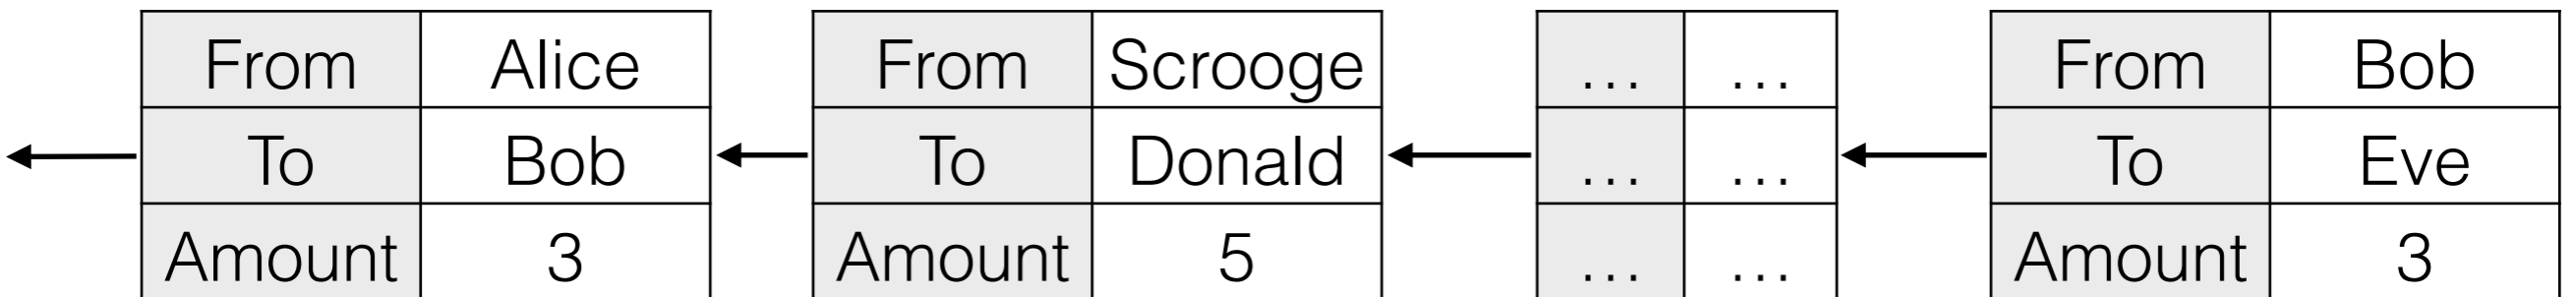 From Alice
To Bob
Amount 3
From Scrooge
To Donald
Amount 5
... ...
... ...
... ...
From Bob
To Eve
Amount 3